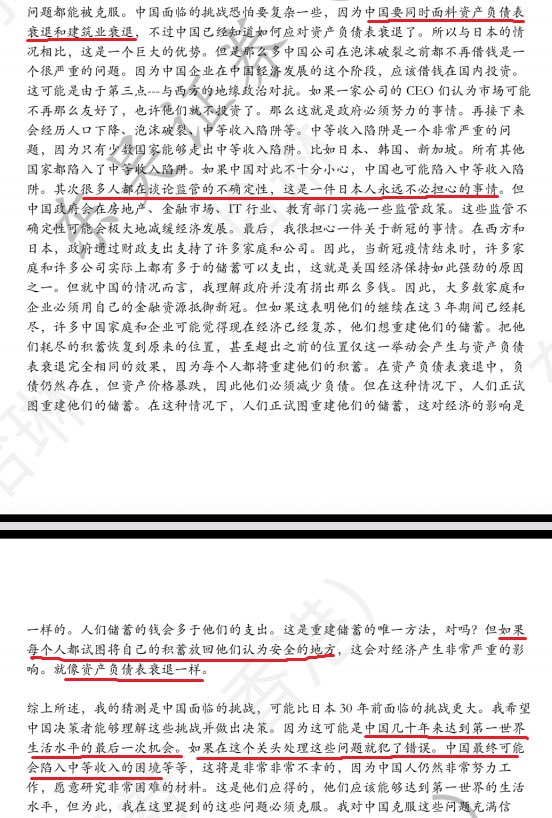 问题都能被克服。中国面临的挑战恐怕要复杂一些，因为中国要同时面料资产负债表
衰退和建筑业衰退，不过中国已经知道如何应对资产负债表衰退了。所以与日本的情
况相比，这是一个巨大的优势。但是那么多中国公司在泡沫破裂之前都不再借钱是一
个很严重的问题。因为中国企业在中国经济发展的这个阶段，应该借钱在国内投资。
这可能是由于第三点---与西方的地缘政治对抗。如果一家公司的 CEO 们认为市场可能
不再那么友好了，也许他们就不投资了。那么这就是政府必须努力的事情。再接下来
会经历人口下降、泡沫破裂、中等收入陷阱等。中等收入陷阱是一个非常严重的问
题，因为只有少数国家能够走出中等收入陷阱。比如日本、韩国、新加坡。所有其他
国家都陷入了中等收入陷阱。如果中国对此不十分小心，中国也可能陷入中等收入陷
阱。其次很多人都在谈论监管的不确定性，这是一件日本人永远不必担心的事情。但
中国政府会在房地产、金融市场、IT 行业、教育部门实施一些监管政策。这些监管不
确定性可能会极大地减缓经济发展。最后，我很担心一件关于新冠的事情。在西方和
日本，政府通过财政支出支持了许多家庭和公司。因此，当新冠疫情结束时，许多家
庭和许多公司实际上都有多于的储蓄可以支出，这就是美国经济保持如此强劲的原因
之一。但就中国的情况而言，我理解政府并没有捐出那么多钱。因此，大多数家庭和
企业必须用自己的金融资源抵御新冠。但如果这表明他们的继续在这 3 年期间已经耗
尽，许多中国家庭和企业可能觉得现在经济已经复苏，他们想重建他们的储蓄。把他
们耗尽的积蓄恢复到原来的位置，甚至超出之前的位置仅这一举动会产生与资产负债
表衰退完全相同的效果，因为每个人都将重建他们的积蓄。在资产负债表衰退中，负
债仍然存在，但资产价格暴跌，因此他们必须减少负债。但在这种情况下，人们正试
图重建他们的储蓄。在这种情况下，人们正试图重建他们的储蓄，这对经济的影响是
一样的。人们储蓄的钱会多于他们的支出。这是重建储蓄的唯一方法，对吗？但如果
每个人都试图将自己的积蓄放回他们认为安全的地方，这会对经济产生非常严重的影
响。就像资产负债表衰退一样。
综上所述，我的猜测是中国面临的挑战，可能比日本 30 年前面临的挑战更大。我希望
中国决策者能够理解这些挑战并做出决策。因为这可能是中国几十年来达到第一世界
生活水平的最后一次机会。如果在这个关头处理这些问题就犯了错误。中国最终可能
会陷入中等收入的困境等等，这将是非常非常不幸的，因为中国人仍然非常努力工
作，愿意研究非常困难的材料。这是他们应得的，他们应该能够达到第一世界的生活
水平，但为此，我在这里提到的这些问题必须克服。我对中国克服这些问题充满信
东吴证券
香港）